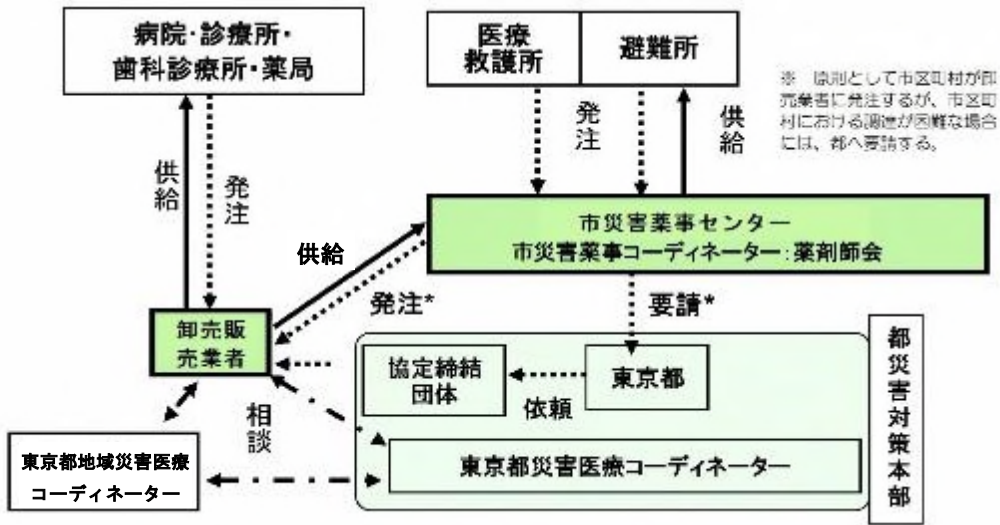 病院・診療所・
歯科診療所・薬局
医療
救護所
避難所
※ 原則として市区町村が卸
売業者に発注するが、市区町
村における調達が困難な場合
には、都へ要請する。
供給
発注
発注
供給
市災害薬事センター
市災害薬事コーディネーター：薬剤師会
供給
発注*
要請*
卸売販
売業者
協定締結
団体
依頼
東京都
都災害対策本部
相談
東京都地域災害医療
コーディネーター
東京都災害医療コーディネーター